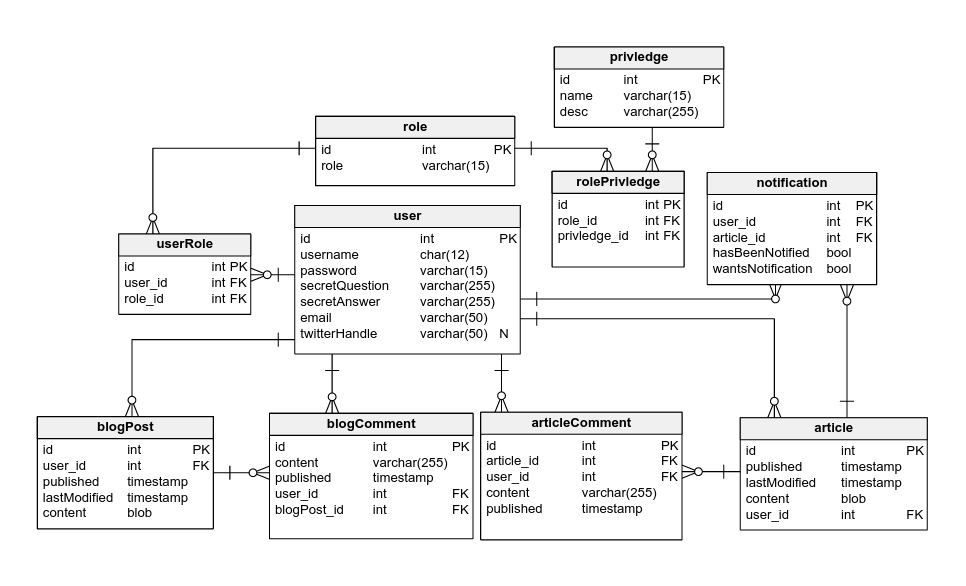 privledge
id int PK
name varchar(15)
desc varchar(255)
role
id int PK
role varchar(15)
rolePrivledge
id int PK
role_id int FK
privledge_id int FK
notification
id int PK
user_id int FK
article_id int FK
hasBeenNotified bool
wantsNotification bool
userRole
id int PK
user_id int FK
role_id int FK
user
id int PK
username char(12)
password varchar(15)
secretQuestion varchar(255)
secretAnswer varchar(255)
email varchar(50)
twitterHandle varchar(50) N
blogPost
id int PK
user_id int FK
published timestamp
lastModified timestamp
content blob
blogComment
id int PK
content varchar(255)
published timestamp
user_id int FK
blogPost_id int FK
articleComment
id int PK
article_id int FK
user_id int FK
content varchar(255)
published timestamp
article
id int PK
published timestamp
lastModified timestamp
content blob
user_id int FK